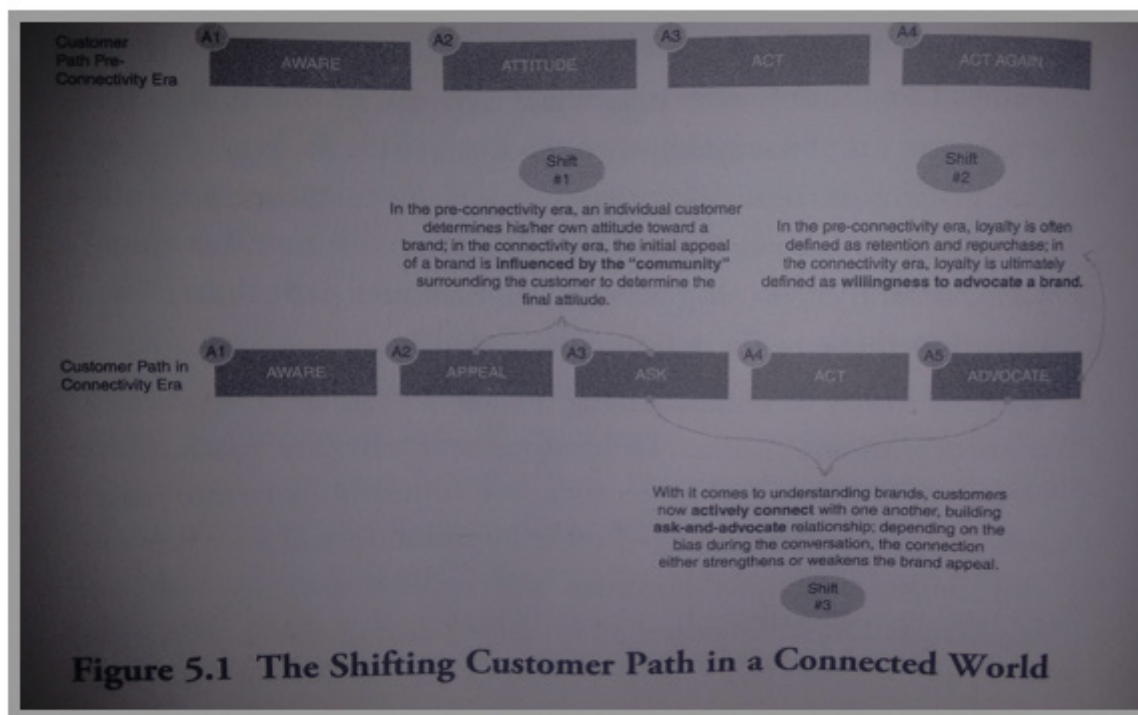 Customer
Path Pre-
Connectivity Era
A1
AWARE
A2
ATTITUDE
A3
ACT
A4
ACT AGAIN
Shift
#1
In the pre-connectivity era, an individual customer
determines his/her own attitude toward a
brand; in the connectivity era, the initial appeal
of a brand is influenced by the “community”
surrounding the customer to determine the
final attitude.
Shift
#2
In the pre-connectivity era, loyalty is often
defined as retention and repurchase; in
the connectivity era, loyalty is ultimately
defined as willingness to advocate a brand.
Customer Path in
Connectivity Era
A1
AWARE
A2
APPEAL
A3
ASK
A4
ACT
A5
ADVOCATE
With it comes to understanding brands, customers
now actively connect with one another, building
ask-and-advocate relationship; depending on the
bias during the conversation, the connection
either strengthens or weakens the brand appeal.
Shift
#3
Figure 5.1 The Shifting Customer Path in a Connected World